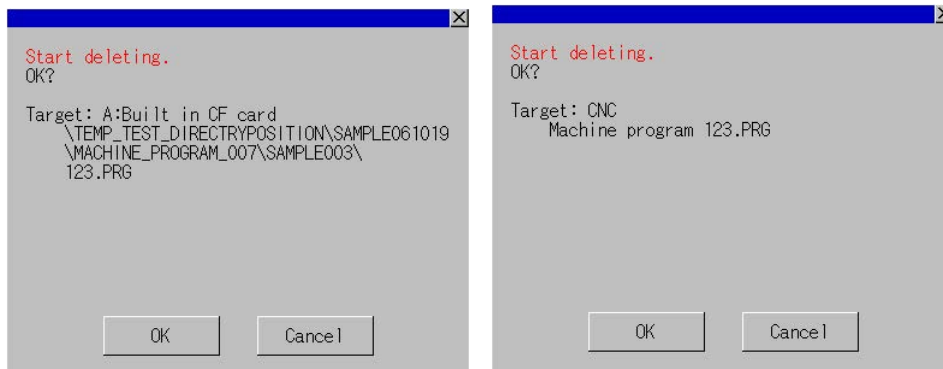 Start deleting.
OK?
Target: A:Built in CF card
\TEMP_TEST_DIRECTRYPOSITION\SAMPLE061019
\MACHINE_PROGRAM_007\SAMPLE003\
123.PRG
OK
Cancel
Start deleting.
OK?
Target: CNC
Machine program 123.PRG
OK
Cancel